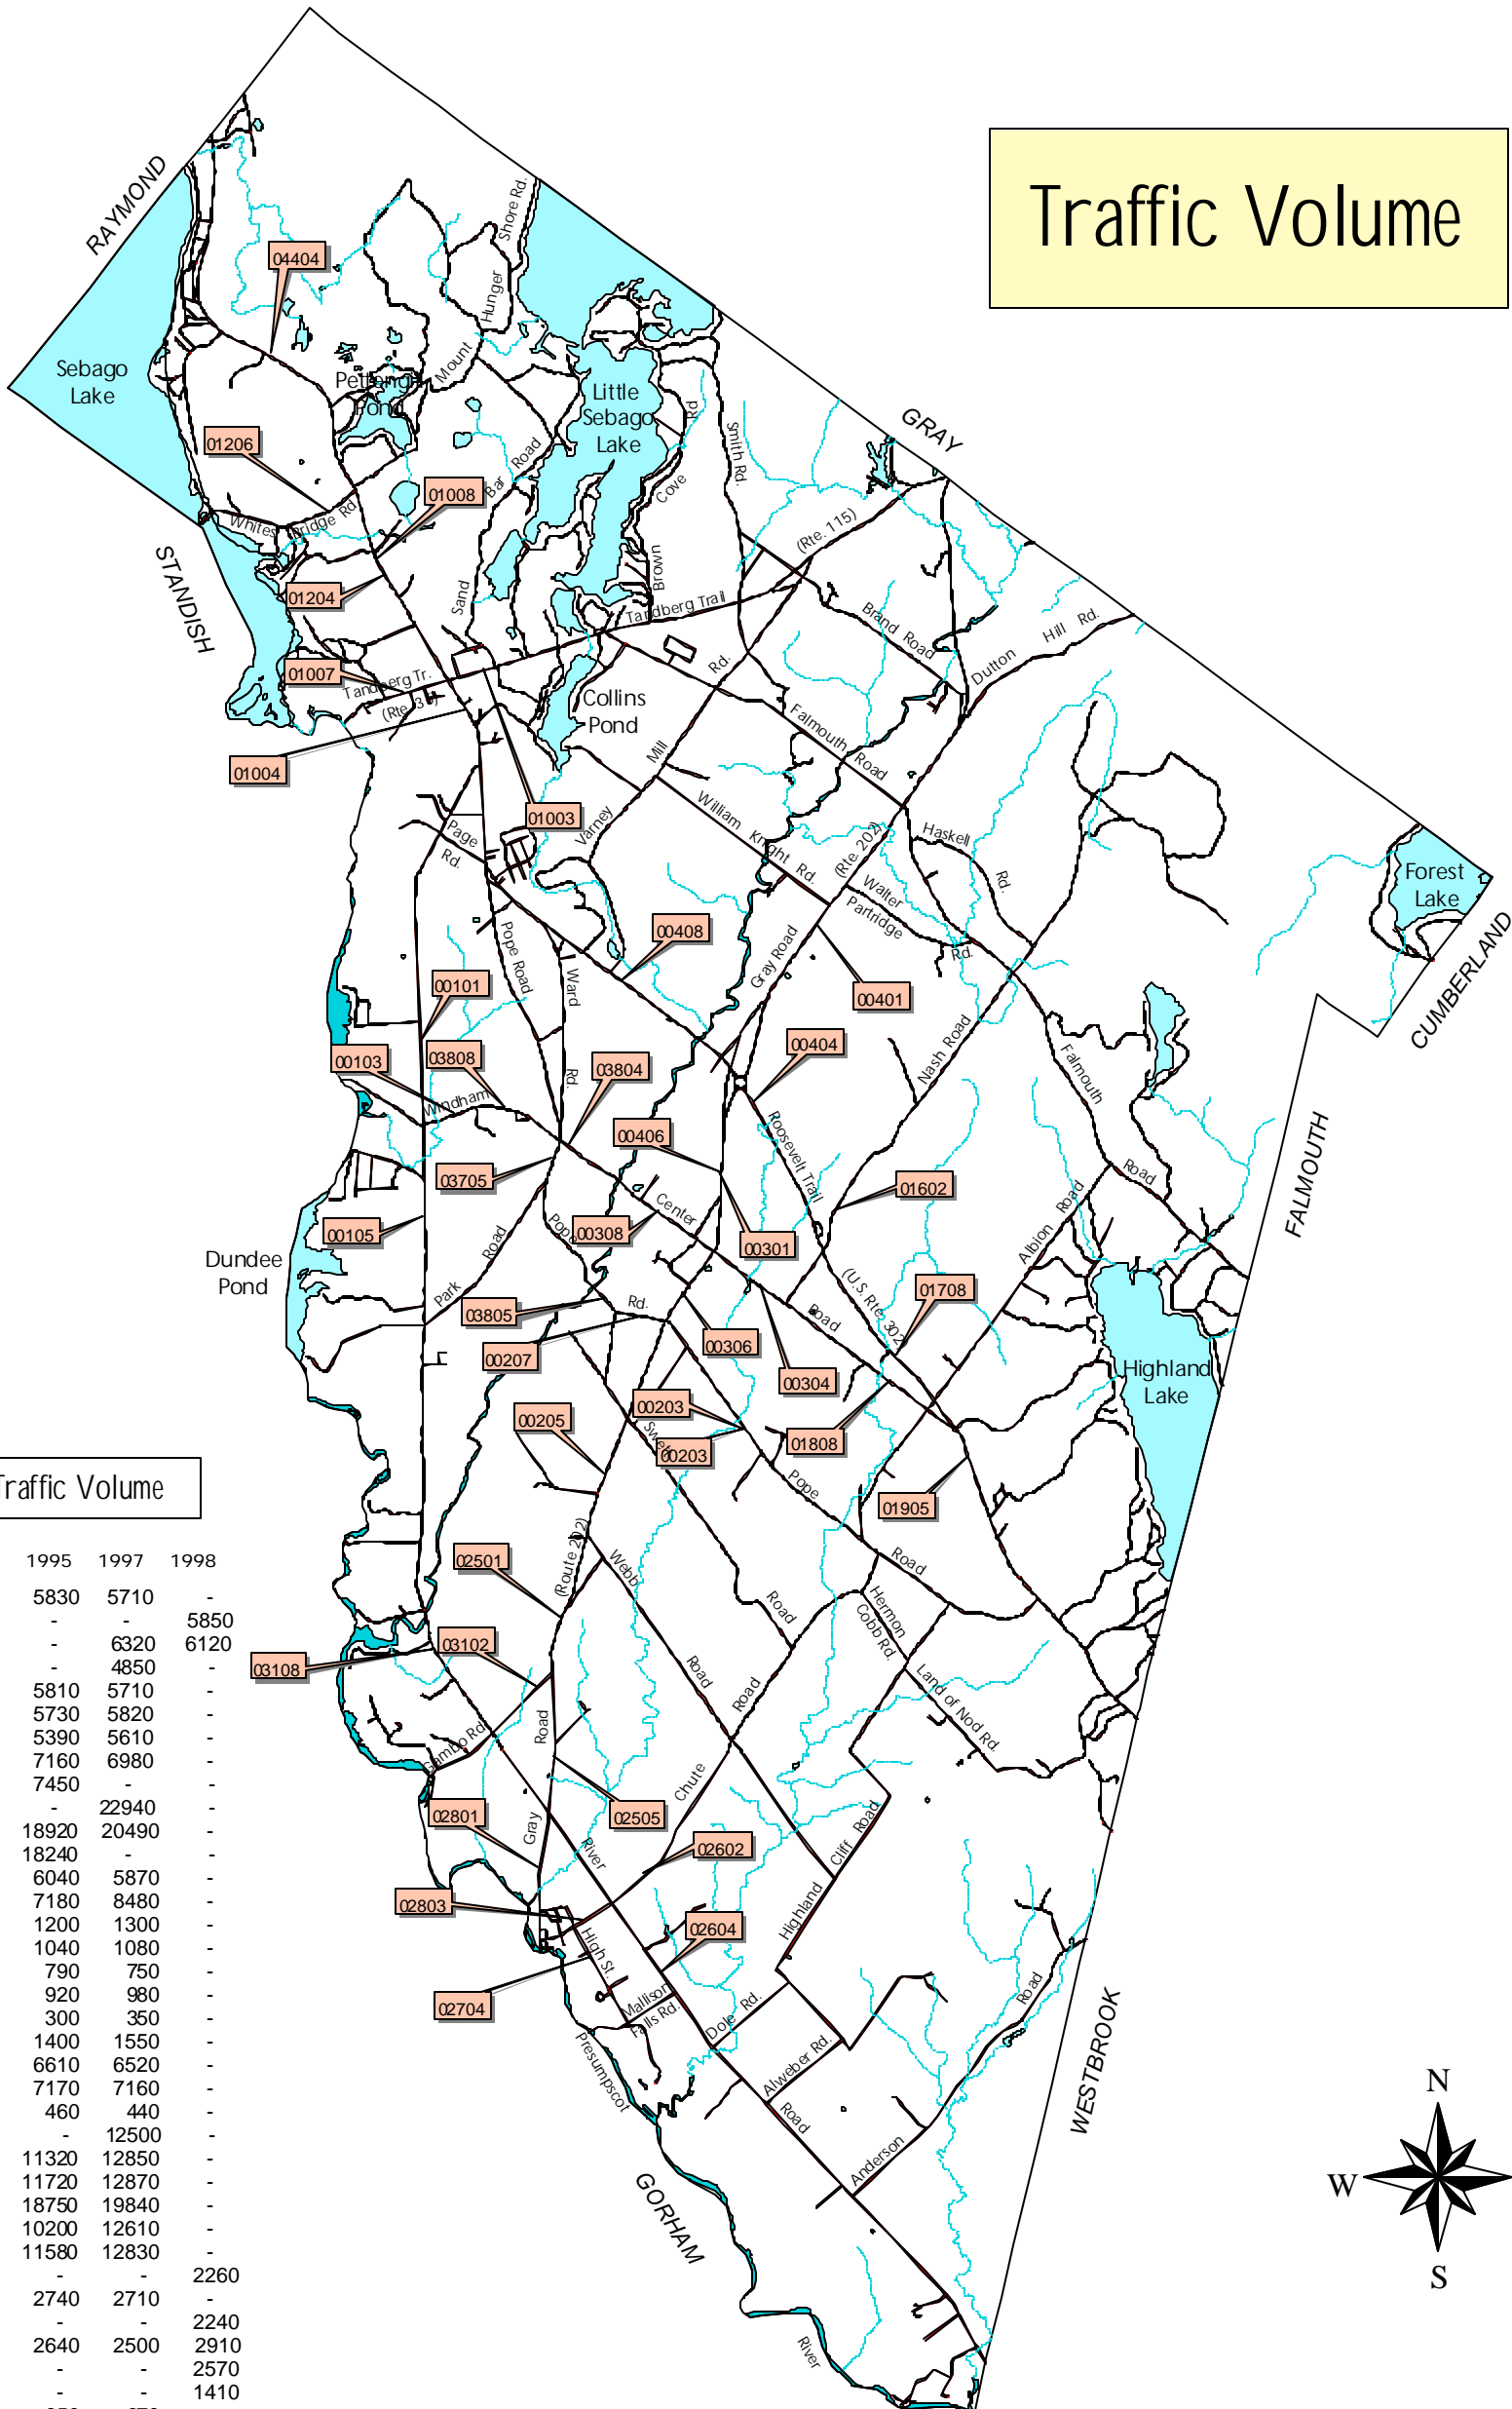 Traffic Volume
RAYMOND
Shore Rd.
04404
Hunger
Mount
Sebago
Lake
Pond
Little
Sebago
Lake
Rd
GRAY
Smith Rd.
01206
Bar Road
01008
Cove
Whites Bridge Rd.
(Rte. 115)
STANDISH
01204
Sand
Brown
Tandberg Trail
Brand Road
Hill Rd.
Dutton
01007
Tandberg Tr.
Rd.
Collins
Pond
Falmouth Road
01004
Mill
01003
William Knight Rd.
Varney
Page
Rd.
(Rte. 202)
Haskell
Rd.
Forest
Lake
Walter
Partridge
Rd.
CUMBERLAND
00408
Pope Road
Ward
Rd.
Gray Road
00101
00401
00103
03808
03804
00404
Nash Road
Falmouth
Road
Windham
00406
Roosevelt Trail
03705
01602
FALMOUTH
00105
Center
Road
00308
Pope
00301
Albion Road
Dundee
Pond
Park
Road
(U.S. Rte. 302)
01708
03805
Rd.
00207
00306
00304
Highland
Lake
00205
00203
Swett
00203
01808
Traffic Volume
Pope
Road
01905
1995 1997 1998
5830 5710 -
- - 5850
- 6320 6120
- 4850 -
5810 5710 -
5730 5820 -
5390 5610 -
7160 6980 -
7450 - -
- 22940 -
18920 20490 -
18240 - -
6040 5870 -
7180 8480 -
1200 1300 -
1040 1080 -
790 750 -
920 980 -
300 350 -
1400 1550 -
6610 6520 -
7170 7160 -
460 440 -
- 12500 -
11320 12850 -
11720 12870 -
18750 19840 -
10200 12610 -
11580 12830 -
- - 2260
2740 2710 -
- - 2240
2640 2500 2910
- - 2570
- - 1410
02501
(Route 202)
Webb
Road
Road
Hermon
Cobb Rd.
03102
03108
Road
Land of Nod Rd.
Gambo Rd.
Road
Chute
02801
Gray
02505
River
02602
Cliff Road
Highland
02803
High St.
02604
02704
Mallison
Falls Rd.
Dole Rd.
Road
Presumpscot
Alweber Rd.
WESTBROOK
Road
Anderson
GORHAM
River
N
W
S